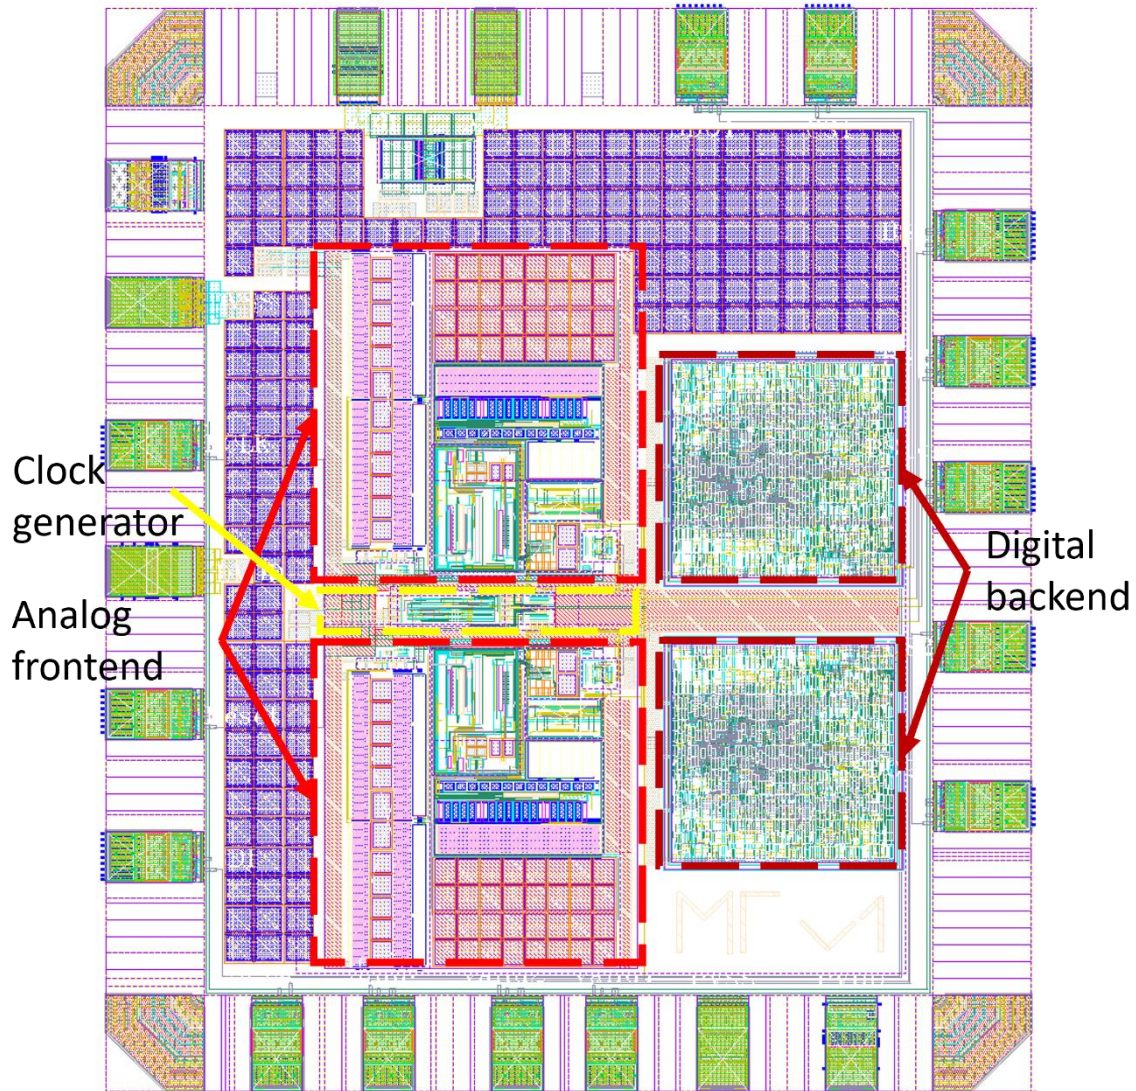 Clock
generator
Analog
frontend
Digital
backend